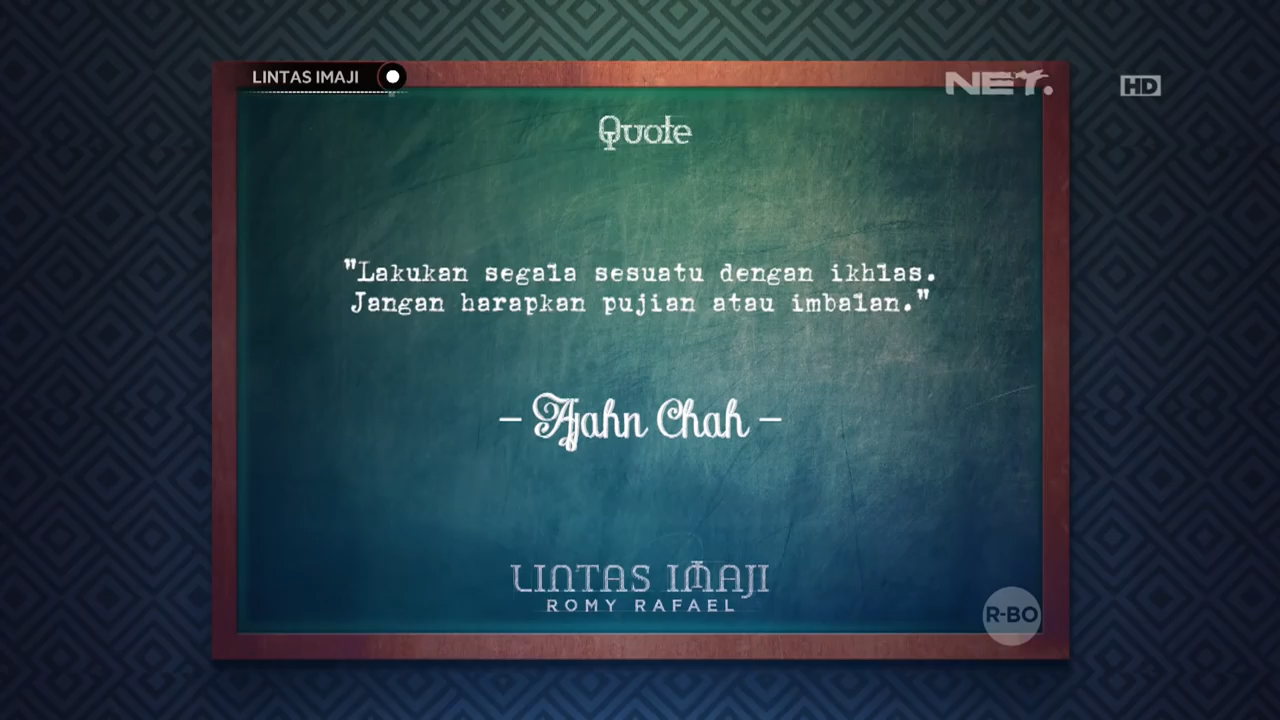 LINTAS IMAJI
NET.
HD
Quote
"Lakukan segala sesuatu dengan ikhlas.
Jangan harapkan pujian atau imbalan."
– Ajahn Chah –
LINTAS IMAJI
ROMY RAFAEL
R-BO